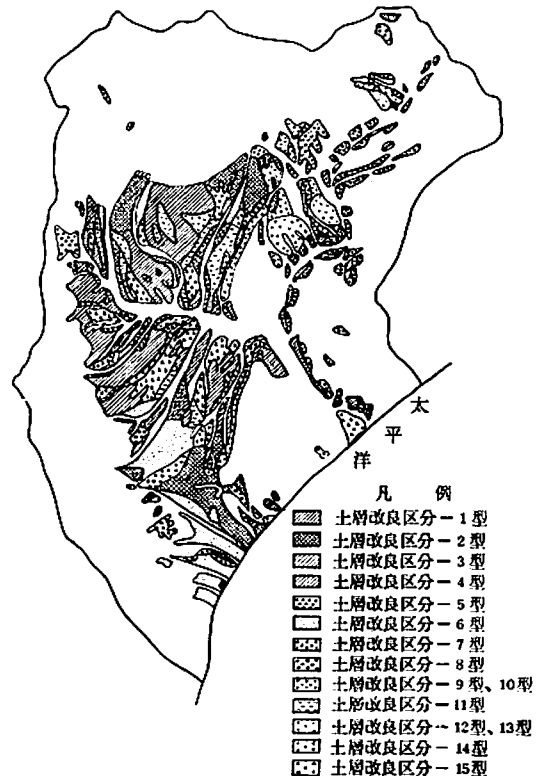 太
平
洋
凡 例
土層改良区分－1型
土層改良区分－2型
土層改良区分－3型
土層改良区分－4型
土層改良区分－5型
土層改良区分－6型
土層改良区分－7型
土層改良区分－8型
土層改良区分－9型、10型
土層改良区分－11型
土層改良区分－12型、13型
土層改良区分－14型
土層改良区分－15型